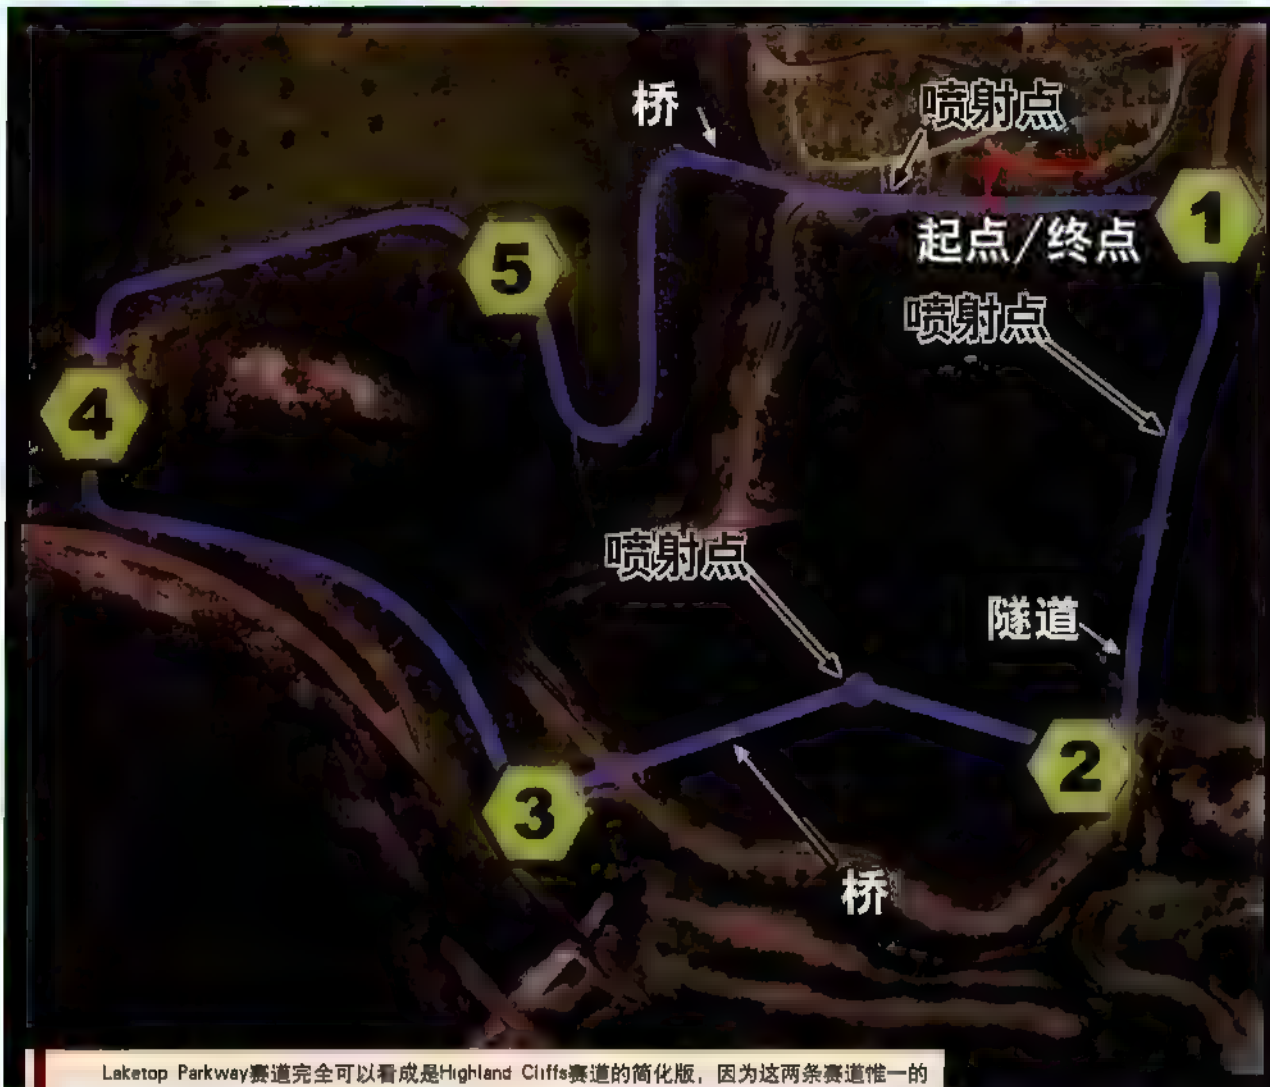 桥
喷射点
1
起点/终点
5
喷射点
4
喷射点
隧道
2
3
桥
Laketop Parkway赛道完全可以看成是Highland Cliffs赛道的简化版，因为这两条赛道惟一的